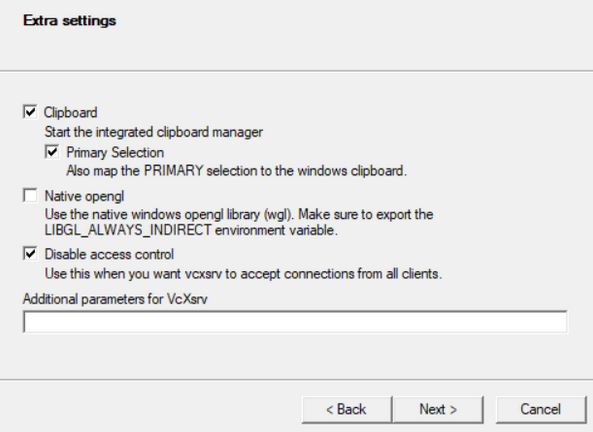 Extra settings
Clipboard
Start the integrated clipboard manager
Primary Selection
Also map the PRIMARY selection to the windows clipboard.
Native opengl
Use the native windows opengl library (wgl). Make sure to export the
LIBGL_ALWAYS_INDIRECT environment variable.
Disable access control
Use this when you want vcxsrv to accept connections from all clients.
Additional parameters for VcXsrv
< Back
Next >
Cancel